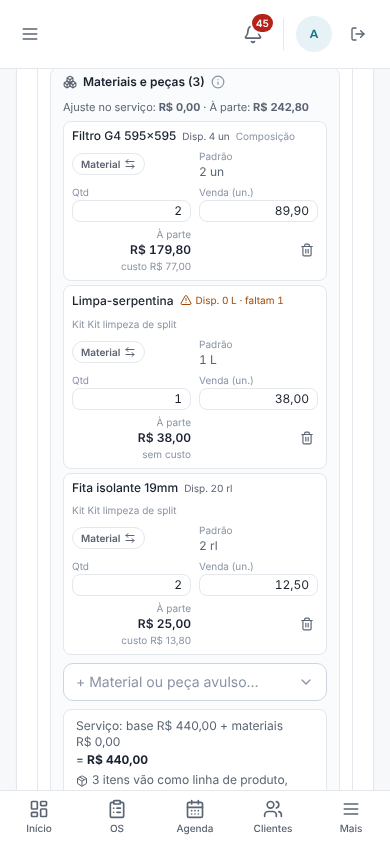 45
A
Materiais e peças (3)
Ajuste no serviço: R$ 0,00 · À parte: R$ 242,80
Filtro G4 595×595 Disp. 4 un Composição
Material
Padrão
2 un
Qtd
Venda (un.)
2
89,90
À parte
R$ 179,80
custo R$ 77,00
Limpa-serpentina Disp. 0 L · faltam 1
Kit Kit limpeza de split
Material
Padrão
1 L
Qtd
Venda (un.)
1
38,00
À parte
R$ 38,00
sem custo
Fita isolante 19mm Disp. 20 rl
Kit Kit limpeza de split
Material
Padrão
2 rl
Qtd
Venda (un.)
2
12,50
À parte
R$ 25,00
custo R$ 13,80
+ Material ou peça avulso...
Serviço: base R$ 440,00 + materiais
R$ 0,00
= R$ 440,00
3 itens vão como linha de produto,
Início
OS
Agenda
Clientes
Mais